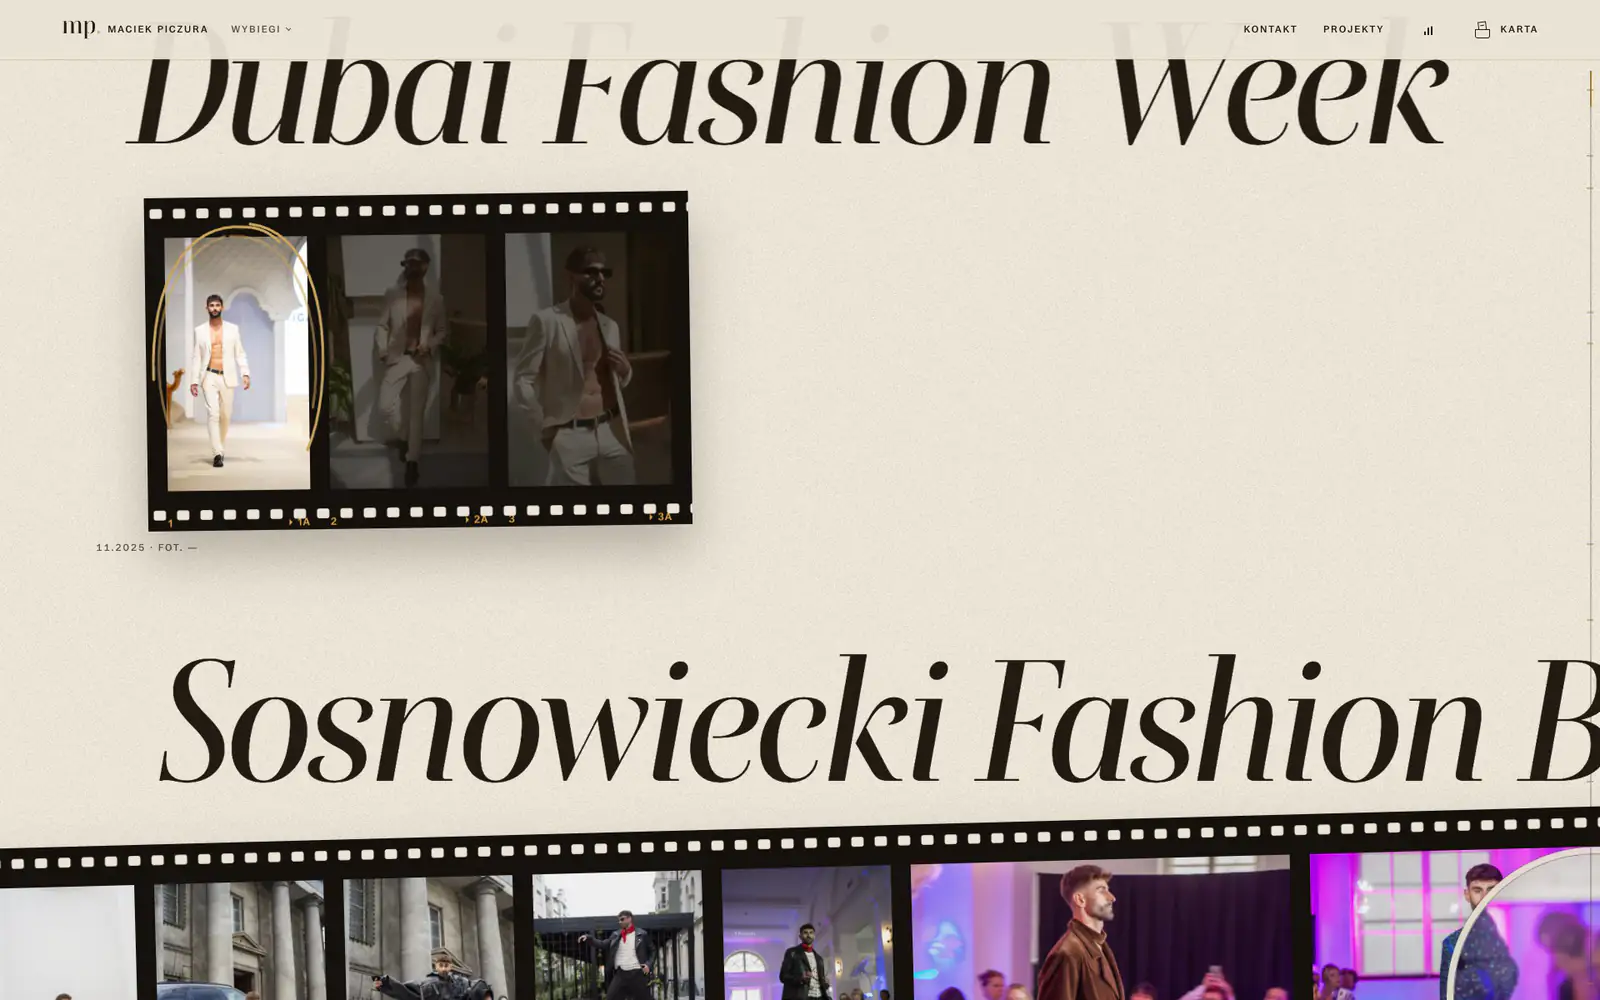 mp. MACIEK PICZURA WYBIEGI KONTAKT PROJEKTY KARTA
Dubai Fashion Week
1 1A 2 2A 3 3A
11.2025 · FOT. —
Sosnowiecki Fashion B